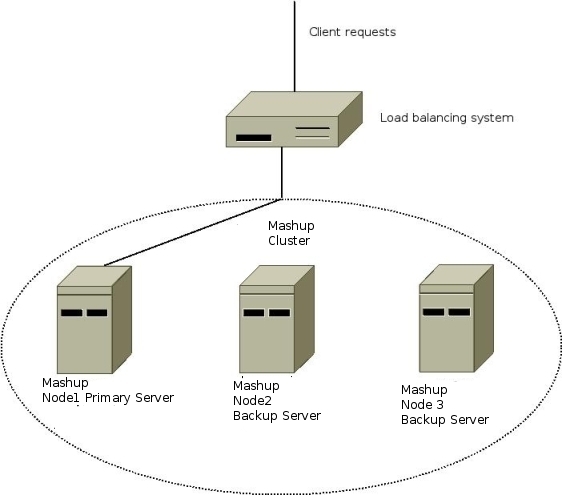 Client requests
Load balancing system
Mashup
Cluster
Mashup
Node1 Primary Server
Mashup
Node2
Backup Server
Mashup
Node 3
Backup Server